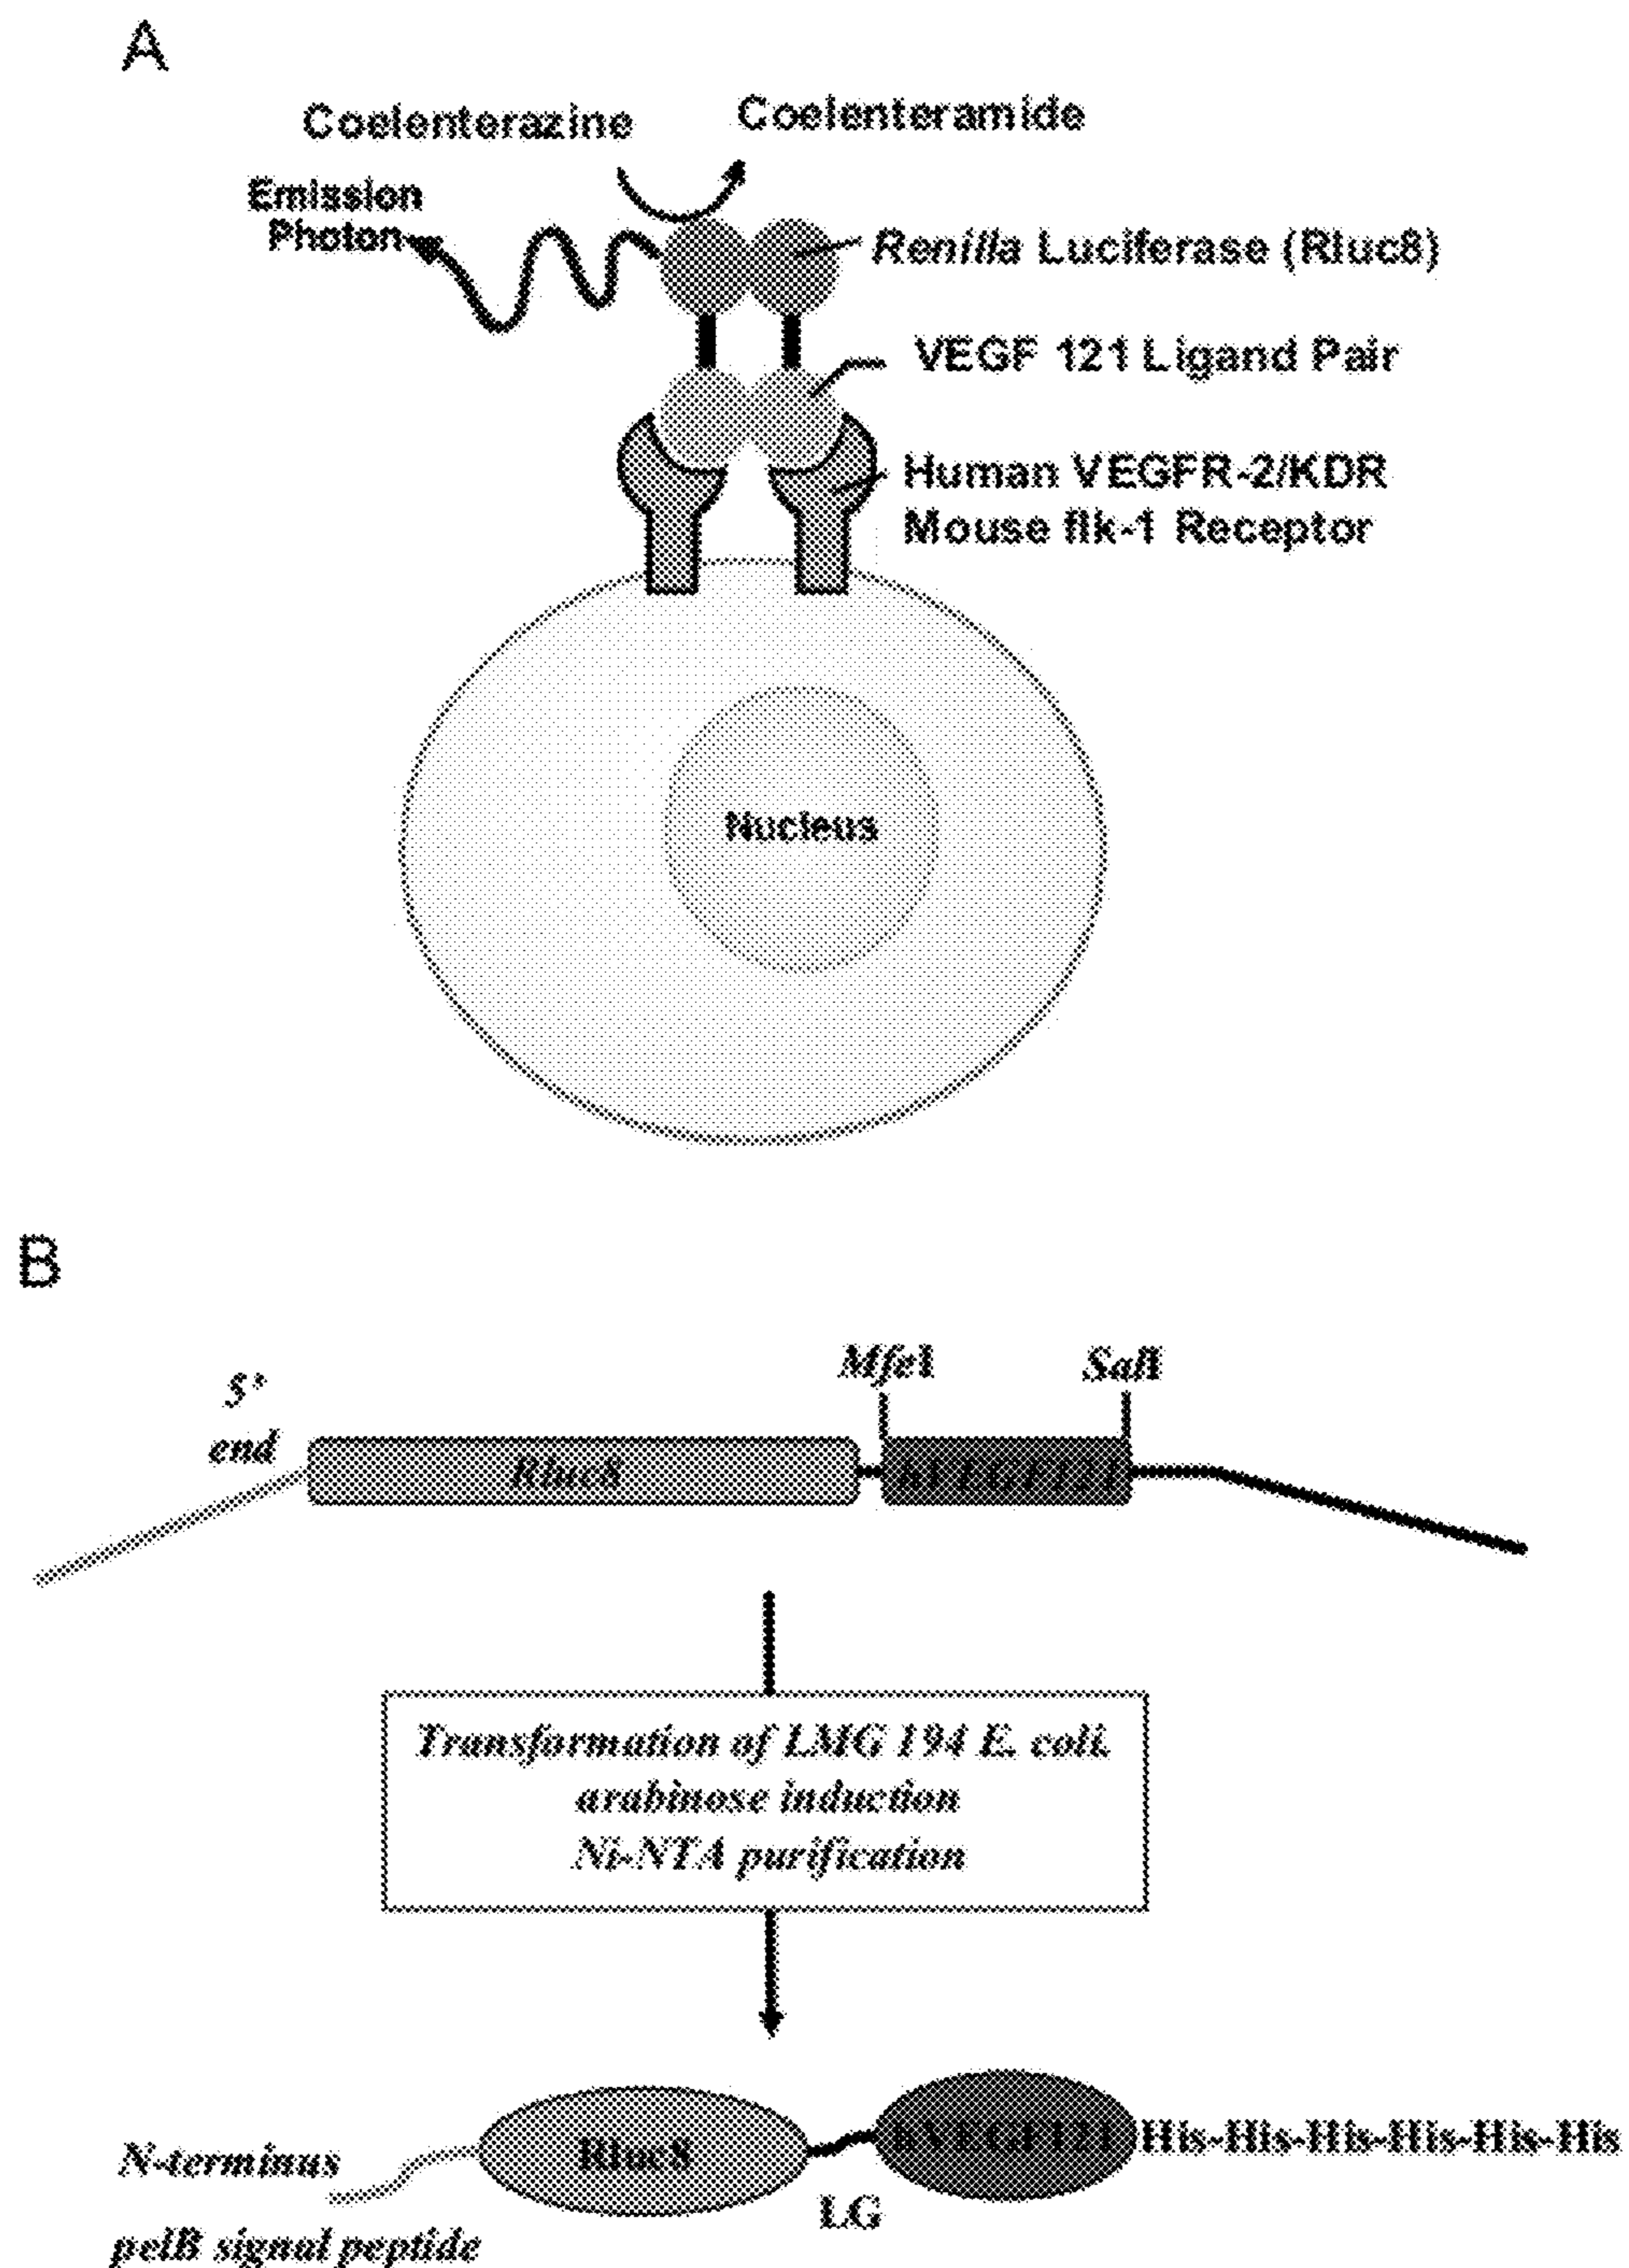 A
Coelenterazine
Coelenteramide
Emission
Photon
Renilla Luciferase (Rluc8)
VEGF 121 Ligand Pair
Human VEGFR-2/KDR
Mouse flk-1 Receptor
Nucleus
B
MfeI
SalI
5'
end
Rluc8
hVEGF121
Transformation of LMG 194 E. coli.
arabinose induction
Ni-NTA purification
Rluc8
hVEGF121
His-His-His-His-His-His
N-terminus
LG
pelB signal peptide